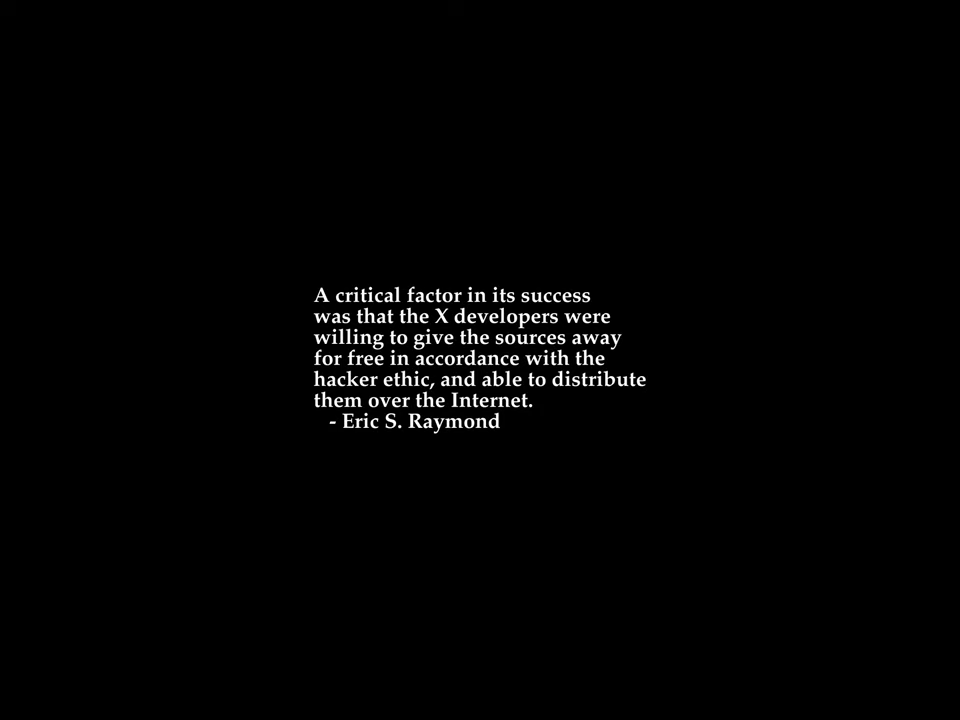 A critical factor in its success
was that the X developers were
willing to give the sources away
for free in accordance with the
hacker ethic, and able to distribute
them over the Internet.
- Eric S. Raymond